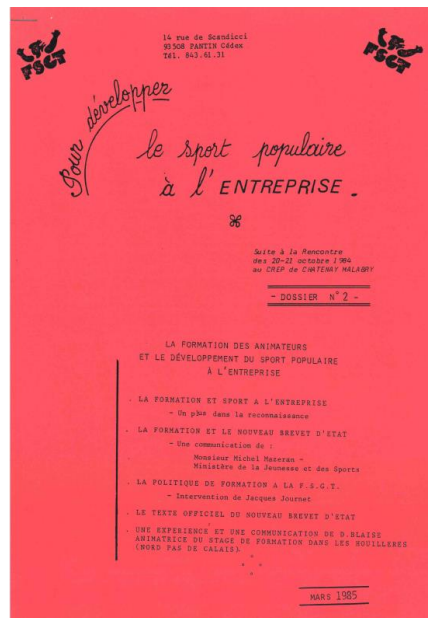 FSGT
14 rue de Scandicci
93508 PANTIN Cédex
Tél. 843.61.31
FSGT
Pour développer
le sport populaire
à l'ENTREPRISE.
Suite à la Rencontre
des 20-21 octobre 1984
au CREP de CHATENAY MALABRY
- DOSSIER N°2 -
LA FORMATION DES ANIMATEURS
ET LE DÉVELOPPEMENT DU SPORT POPULAIRE
À L'ENTREPRISE
. LA FORMATION ET SPORT A L'ENTREPRISE
- Un plus dans la reconnaissance
. LA FORMATION ET LE NOUVEAU BREVET D'ETAT
- Une communication de :
Monsieur Michel Mazeran -
Ministère de la Jeunesse et des Sports
. LA POLITIQUE DE FORMATION A LA F.S.G.T.
- Intervention de Jacques Journet
. LE TEXTE OFFICIEL DU NOUVEAU BREVET D'ETAT
. UNE EXPERIENCE ET UNE COMMUNICATION DE D.BLAISE
ANIMATRICE DU STAGE DE FORMATION DANS LES HOUILLERES
(NORD PAS DE CALAIS).
MARS 1985